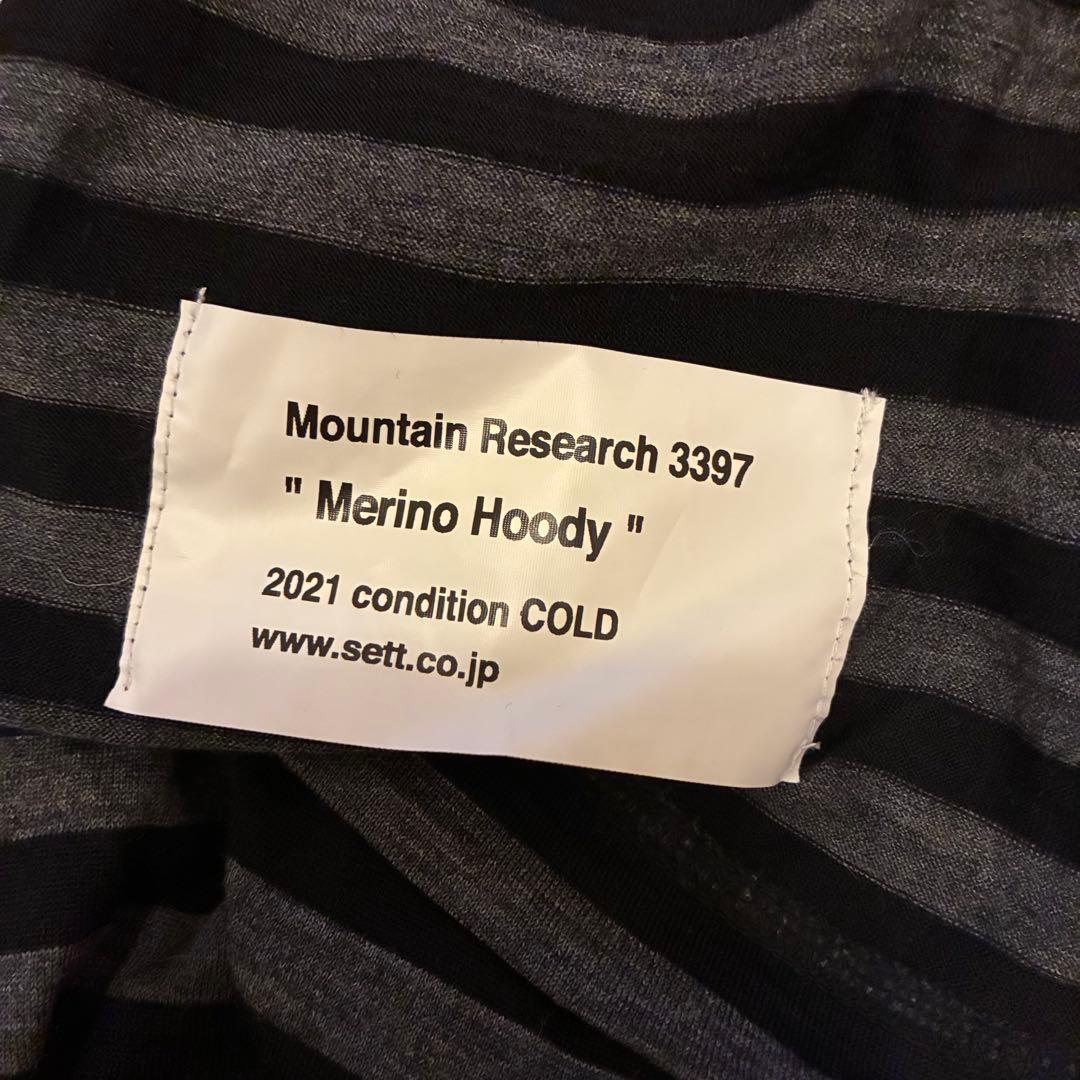 Mountain Research 3397
" Merino Hoody "
2021 condition COLD
www.sett.co.jp